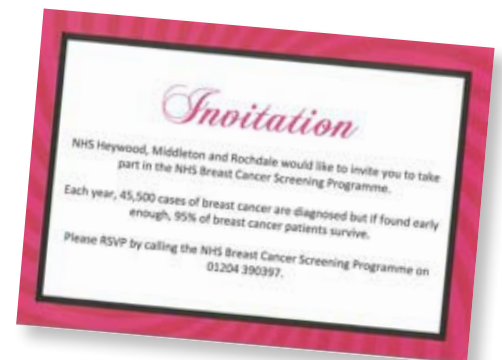 Invitation
NHS Heywood, Middleton and Rochdale would like to invite you to take
part in the NHS Breast Cancer Screening Programme.
Each year, 45,500 cases of breast cancer are diagnosed but if found early
enough, 95% of breast cancer patients survive.
Please RSVP by calling the NHS Breast Cancer Screening Programme on
01204 390397.